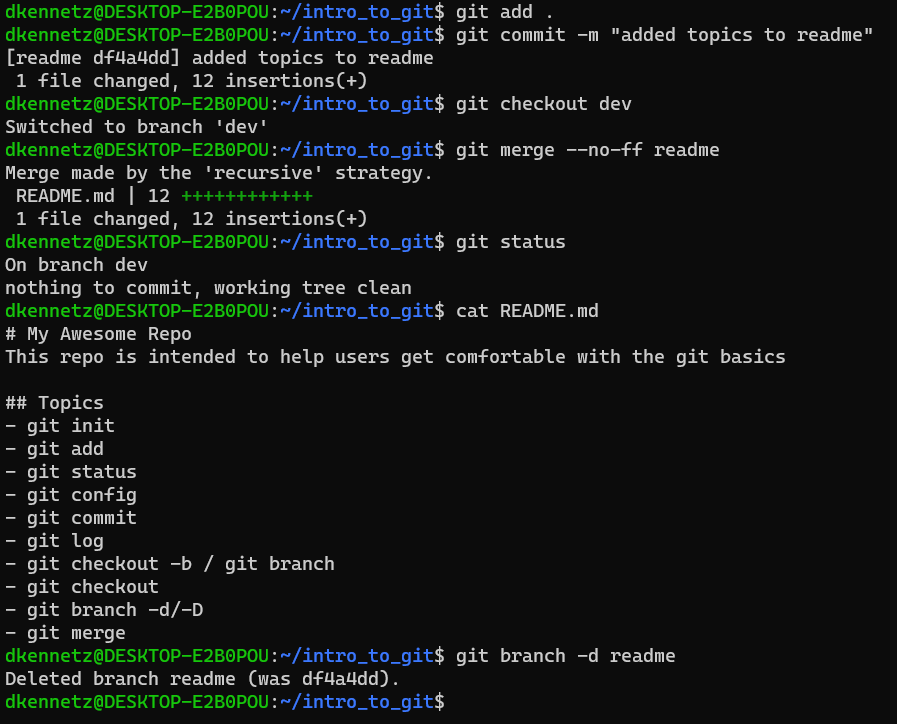 dkennetz@DESKTOP-E2B0POU:~/intro_to_git$ git add .
dkennetz@DESKTOP-E2B0POU:~/intro_to_git$ git commit -m "added topics to readme"
[readme df4a4dd] added topics to readme
 1 file changed, 12 insertions(+)
dkennetz@DESKTOP-E2B0POU:~/intro_to_git$ git checkout dev
Switched to branch 'dev'
dkennetz@DESKTOP-E2B0POU:~/intro_to_git$ git merge --no-ff readme
Merge made by the 'recursive' strategy.
 README.md | 12 ++++++++++++
 1 file changed, 12 insertions(+)
dkennetz@DESKTOP-E2B0POU:~/intro_to_git$ git status
On branch dev
nothing to commit, working tree clean
dkennetz@DESKTOP-E2B0POU:~/intro_to_git$ cat README.md
# My Awesome Repo
This repo is intended to help users get comfortable with the git basics

## Topics
- git init
- git add
- git status
- git config
- git commit
- git log
- git checkout -b / git branch
- git checkout
- git branch -d/-D
- git merge
dkennetz@DESKTOP-E2B0POU:~/intro_to_git$ git branch -d readme
Deleted branch readme (was df4a4dd).
dkennetz@DESKTOP-E2B0POU:~/intro_to_git$